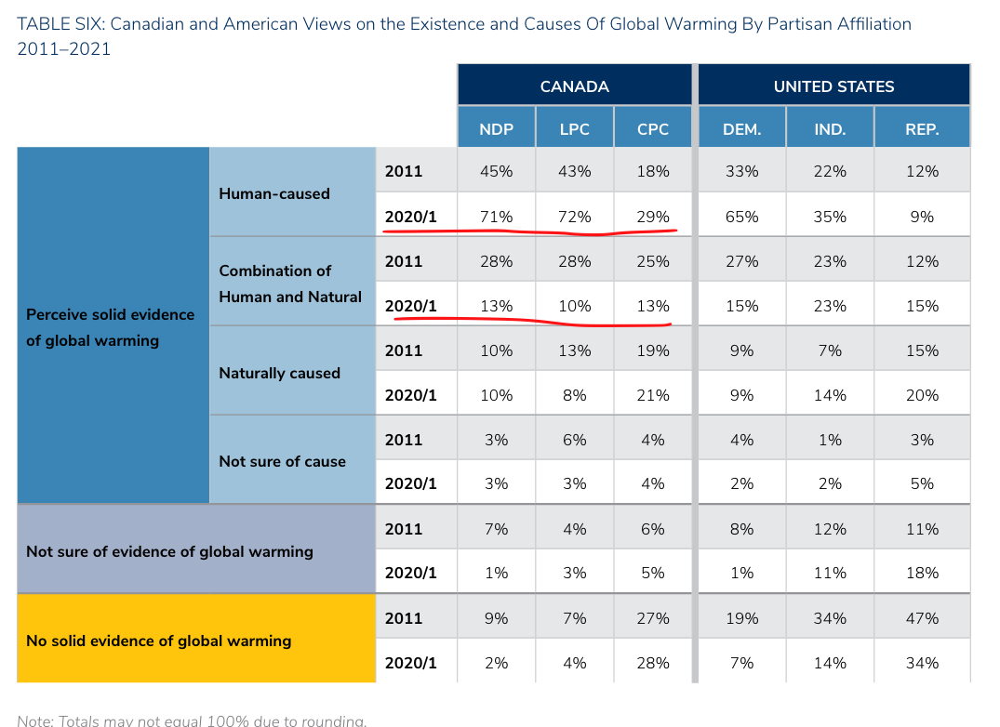 TABLE SIX: Canadian and American Views on the Existence and Causes Of Global Warming By Partisan Affiliation
2011–2021
CANADA UNITED STATES
NDP LPC CPC DEM. IND. REP.
Perceive solid evidence
of global warming
Human-caused
2011 45% 43% 18% 33% 22% 12%
2020/1 71% 72% 29% 65% 35% 9%
Combination of
Human and Natural
2011 28% 28% 25% 27% 23% 12%
2020/1 13% 10% 13% 15% 23% 15%
Naturally caused
2011 10% 13% 19% 9% 7% 15%
2020/1 10% 8% 21% 9% 14% 20%
Not sure of cause
2011 3% 6% 4% 4% 1% 3%
2020/1 3% 3% 4% 2% 2% 5%
Not sure of evidence of global warming
2011 7% 4% 6% 8% 12% 11%
2020/1 1% 3% 5% 1% 11% 18%
No solid evidence of global warming
2011 9% 7% 27% 19% 34% 47%
2020/1 2% 4% 28% 7% 14% 34%
Note: Totals may not equal 100% due to rounding.